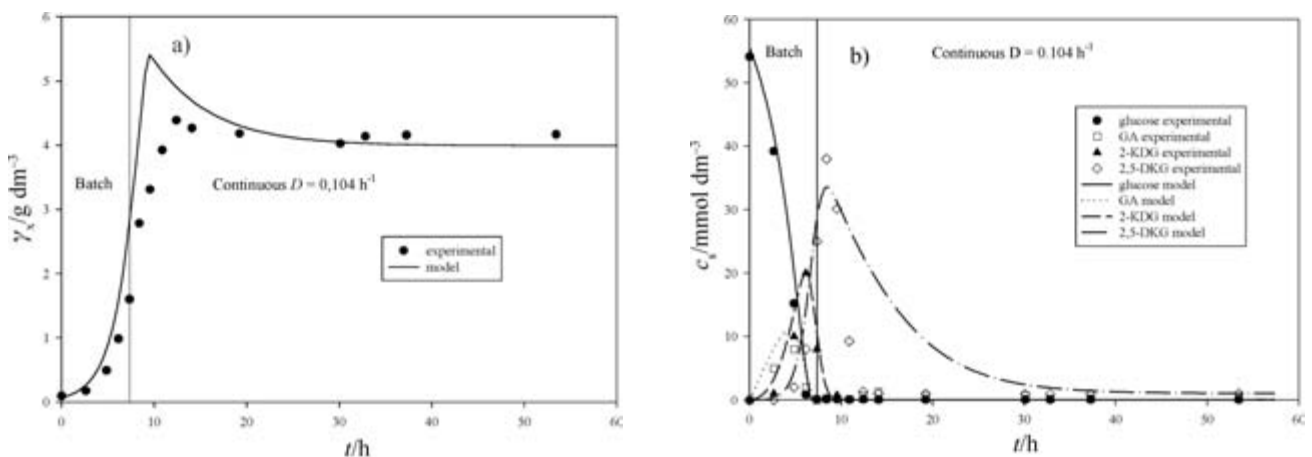 a)
Batch
Continuous D = 0,104 h⁻¹
experimental
model
γx/g dm⁻³
6
5
4
3
2
1
0
0 10 20 30 40 50 60
t/h
b)
Batch
Continuous D = 0.104 h⁻¹
glucose experimental
GA experimental
2-KDG experimental
2,5-DKG experimental
glucose model
GA model
2-KDG model
2,5-DKG model
cs/mmol dm⁻³
60
50
40
30
20
10
0
0 10 20 30 40 50 60
t/h